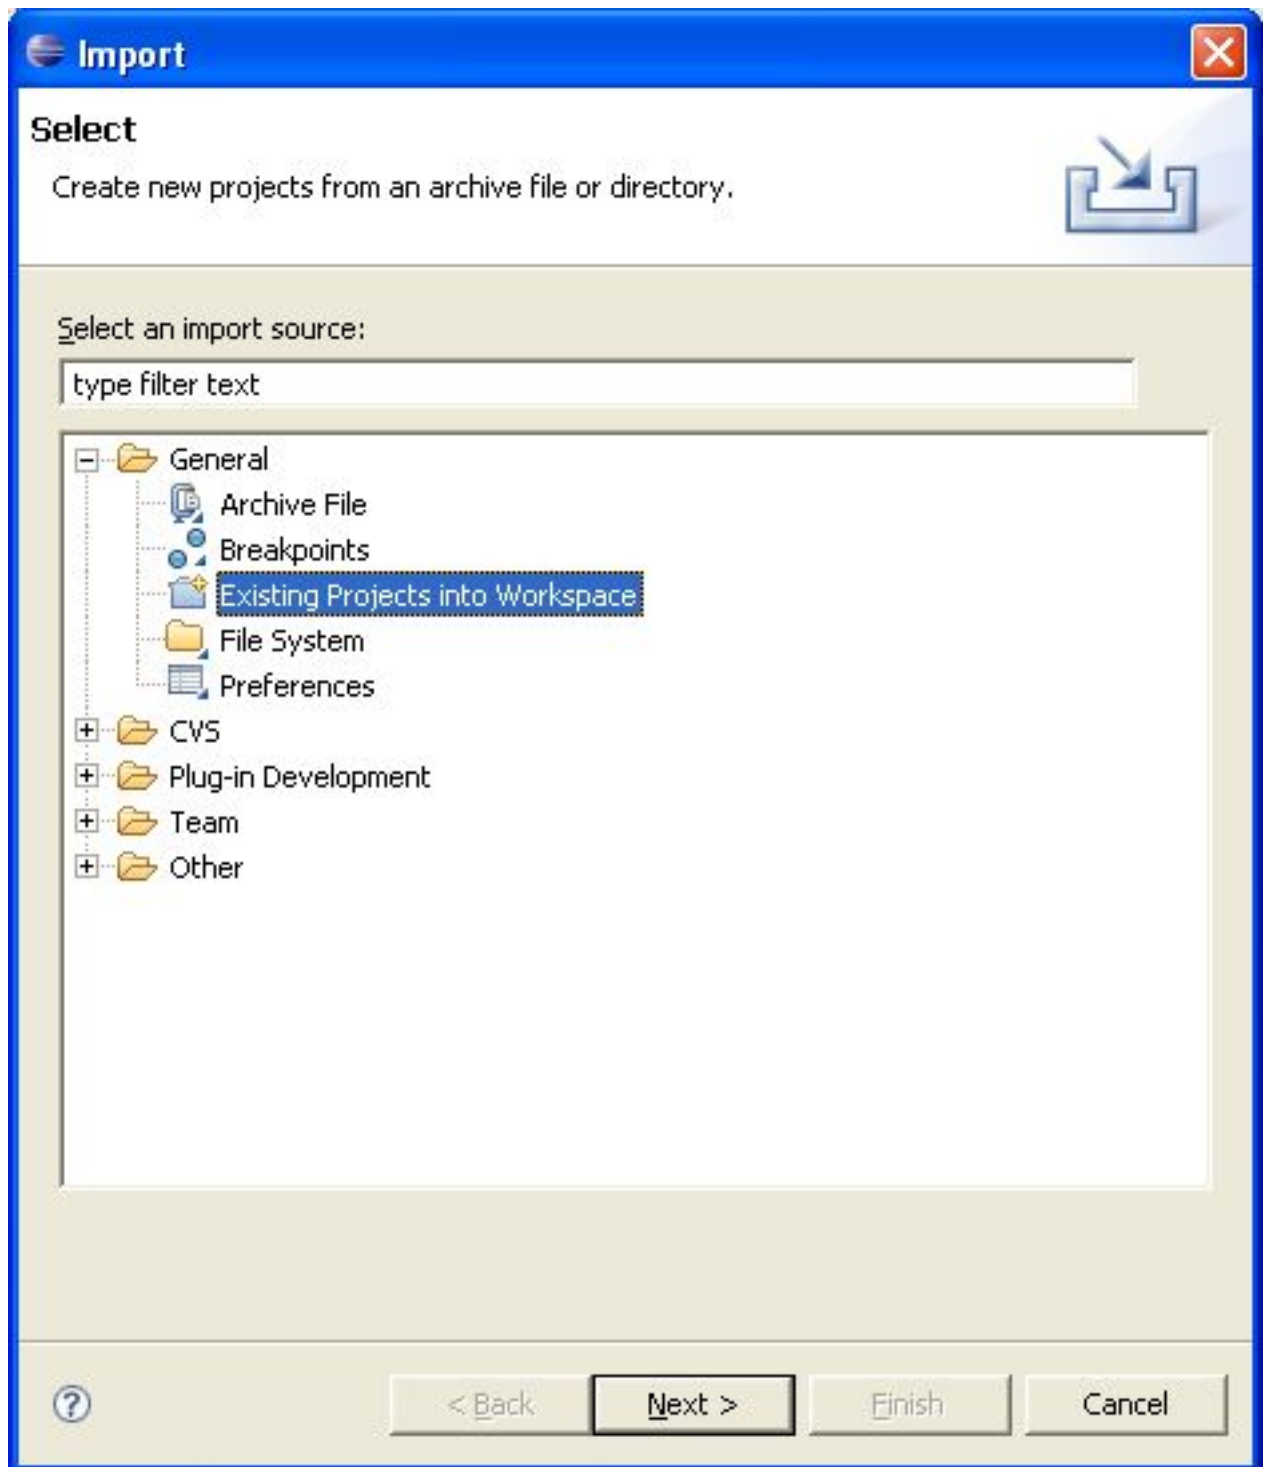 Import
Select
Create new projects from an archive file or directory.
Select an import source:
type filter text
General
Archive File
Breakpoints
Existing Projects into Workspace
File System
Preferences
CVS
Plug-in Development
Team
Other
< Back Next > Finish Cancel